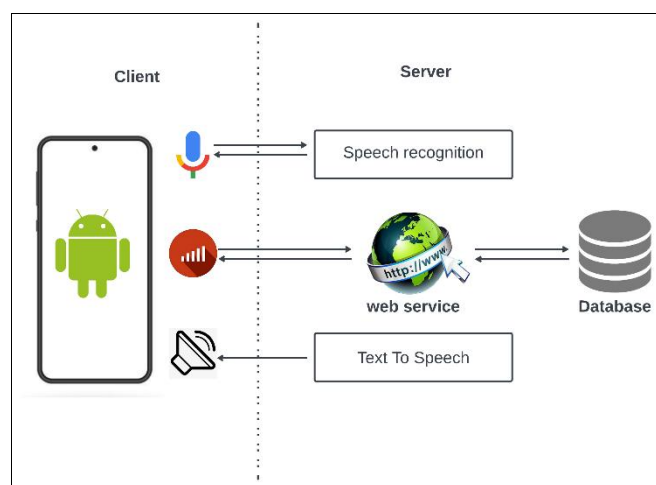 Client
Server
Speech recognition
http://www.
web service
Database
Text To Speech